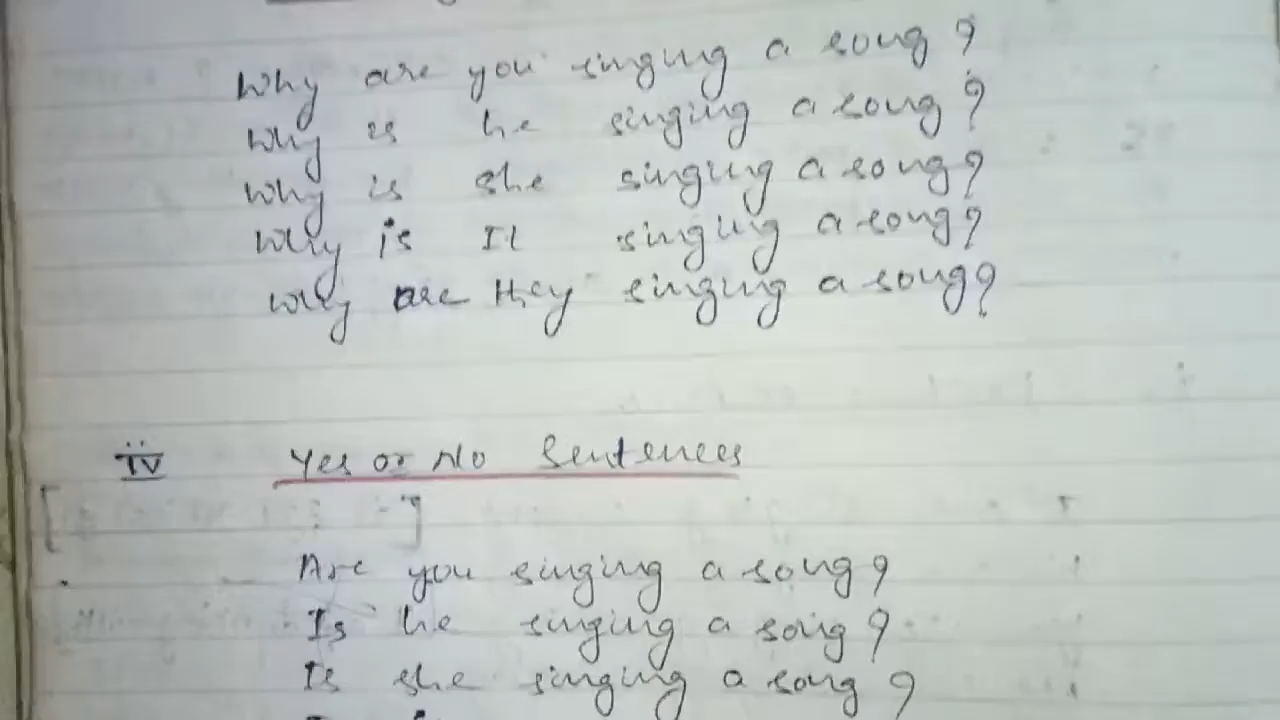 Why are you singing a song?
Why is he singing a song?
Why is she singing a song?
Why is It singing a song?
Why are they singing a song?
IV Yes or No Sentences
[ ]
Are you singing a song?
Is he singing a song?
Is she singing a song?